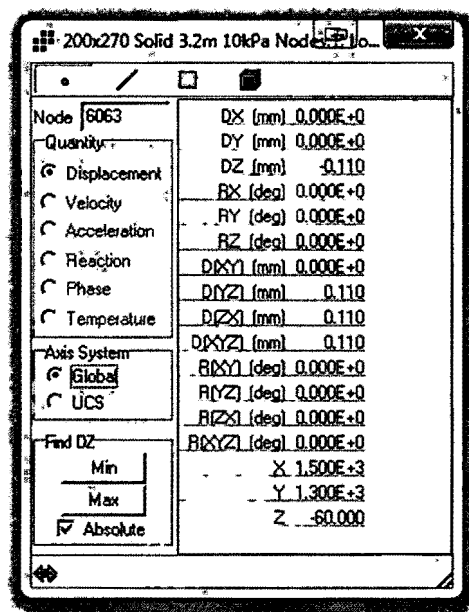 200x270 Solid 3.2m 10kPa
Node 6063
Quantity
Displacement
Velocity
Acceleration
Reaction
Phase
Temperature
Axis System
Global
UCS
Find DZ
Min
Max
Absolute
DX (mm) 0.000E+0
DY (mm) 0.000E+0
DZ (mm) -0.110
RX (deg) 0.000E+0
RY (deg) 0.000E+0
RZ (deg) 0.000E+0
D(XY) (mm) 0.000E+0
D(YZ) (mm) 0.110
D(ZX) (mm) 0.110
D(XYZ) (mm) 0.110
R(XY) (deg) 0.000E+0
R(YZ) (deg) 0.000E+0
R(ZX) (deg) 0.000E+0
R(XYZ) (deg) 0.000E+0
X 1.500E+3
Y 1.300E+3
Z -60.000